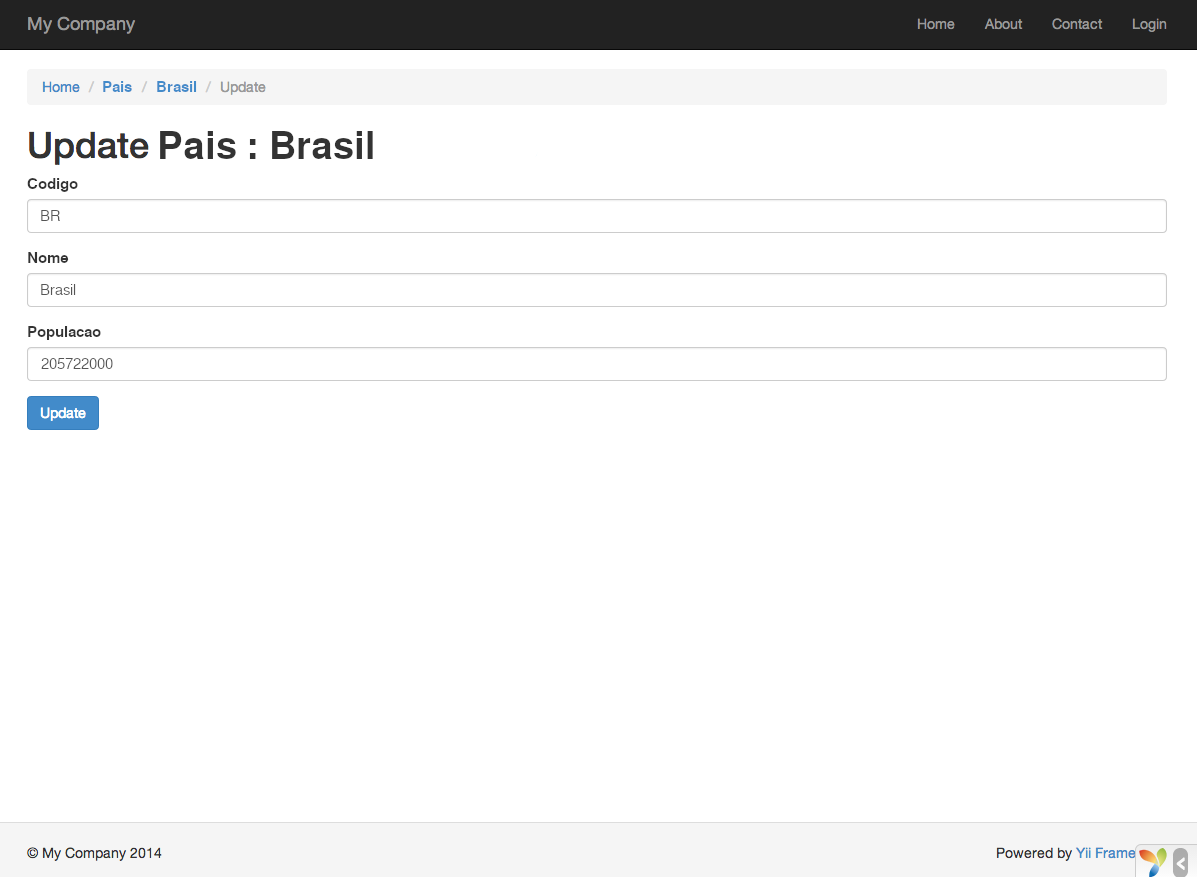 My Company Home About Contact Login
Home / Pais / Brasil / Update
Update Pais : Brasil
Codigo
BR
Nome
Brasil
Populacao
205722000
Update
© My Company 2014 Powered by Yii Frame